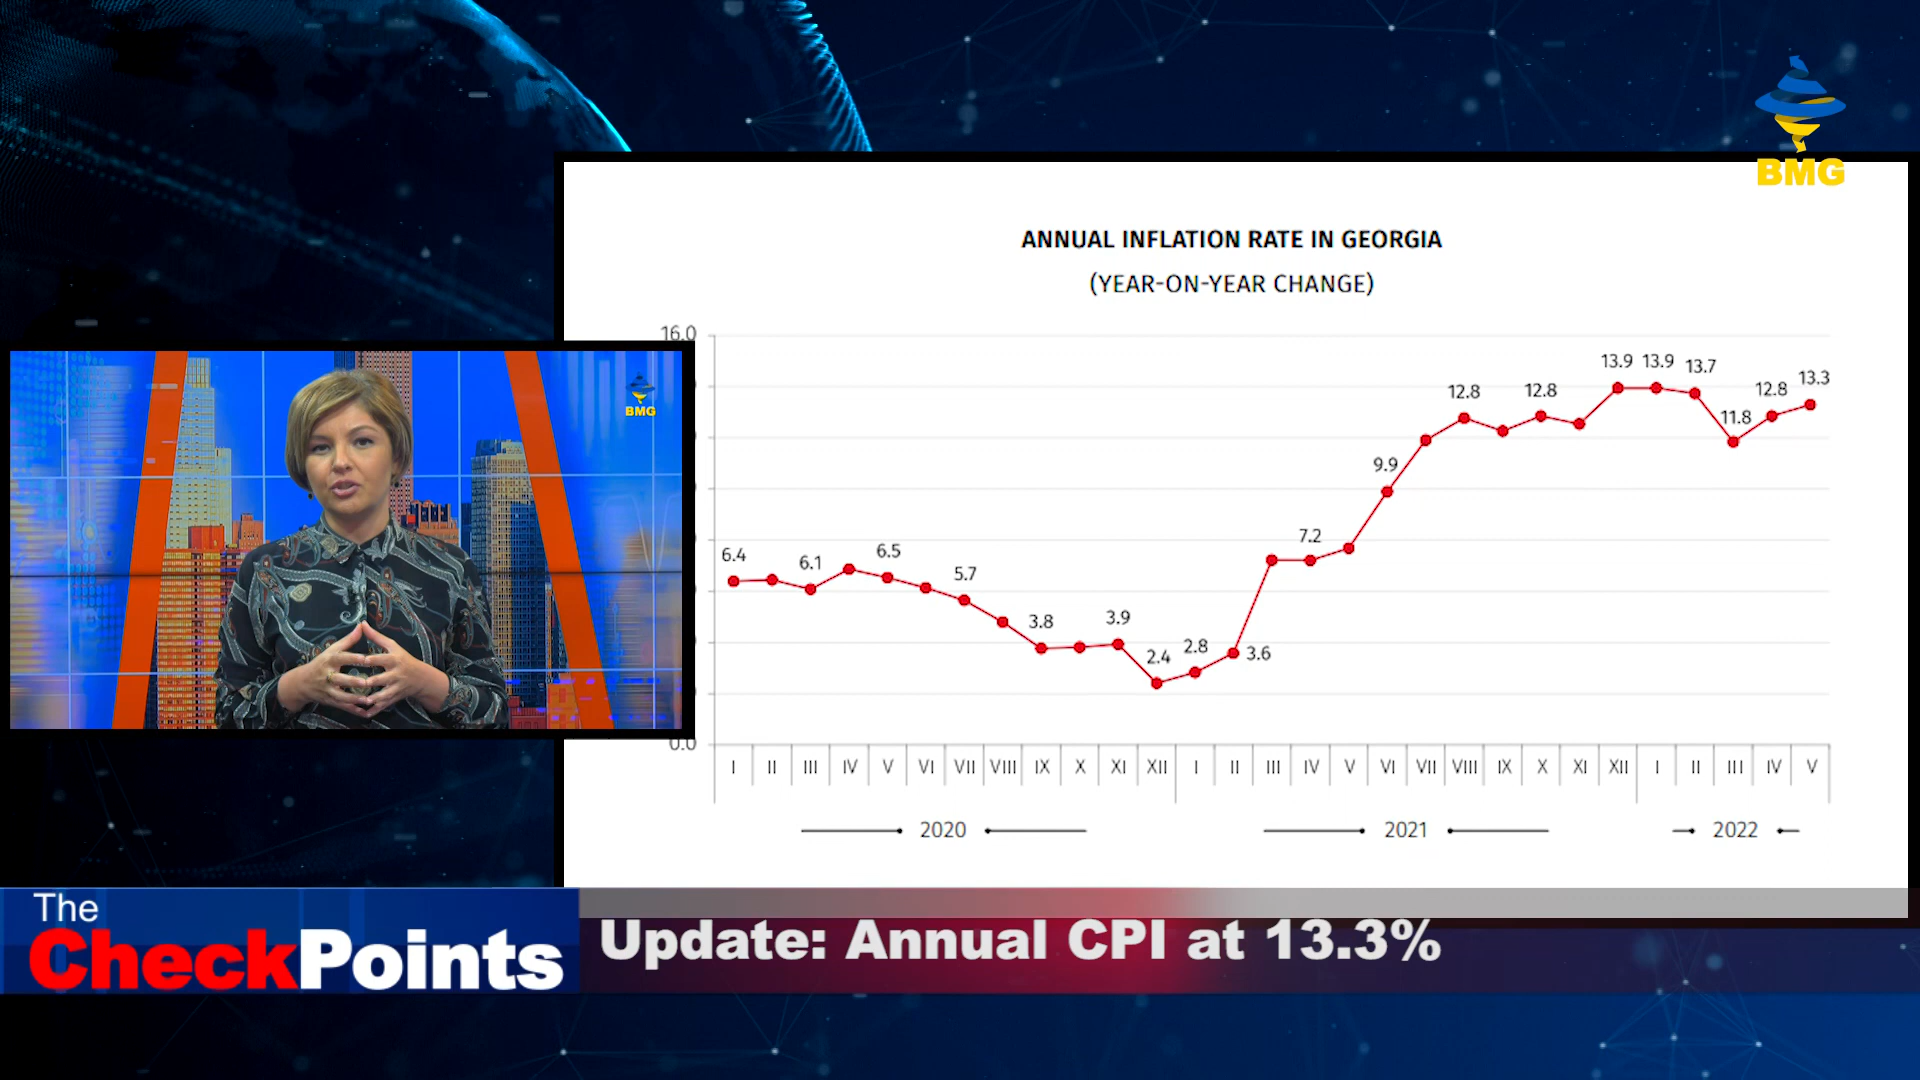 BMG
ANNUAL INFLATION RATE IN GEORGIA
(YEAR-ON-YEAR CHANGE)
16.0
13.9 13.9 13.7
12.8 12.8 11.8 12.8 13.3
9.9
7.2
6.4 6.1 6.5 5.7
3.8 3.9
2.4 2.8 3.6
0.0
I II III IV V VI VII VIII IX X XI XII I II III IV V VI VII VIII IX X XI XII I II III IV V
2020 2021 2022
BMG
The
CheckPoints
Update: Annual CPI at 13.3%